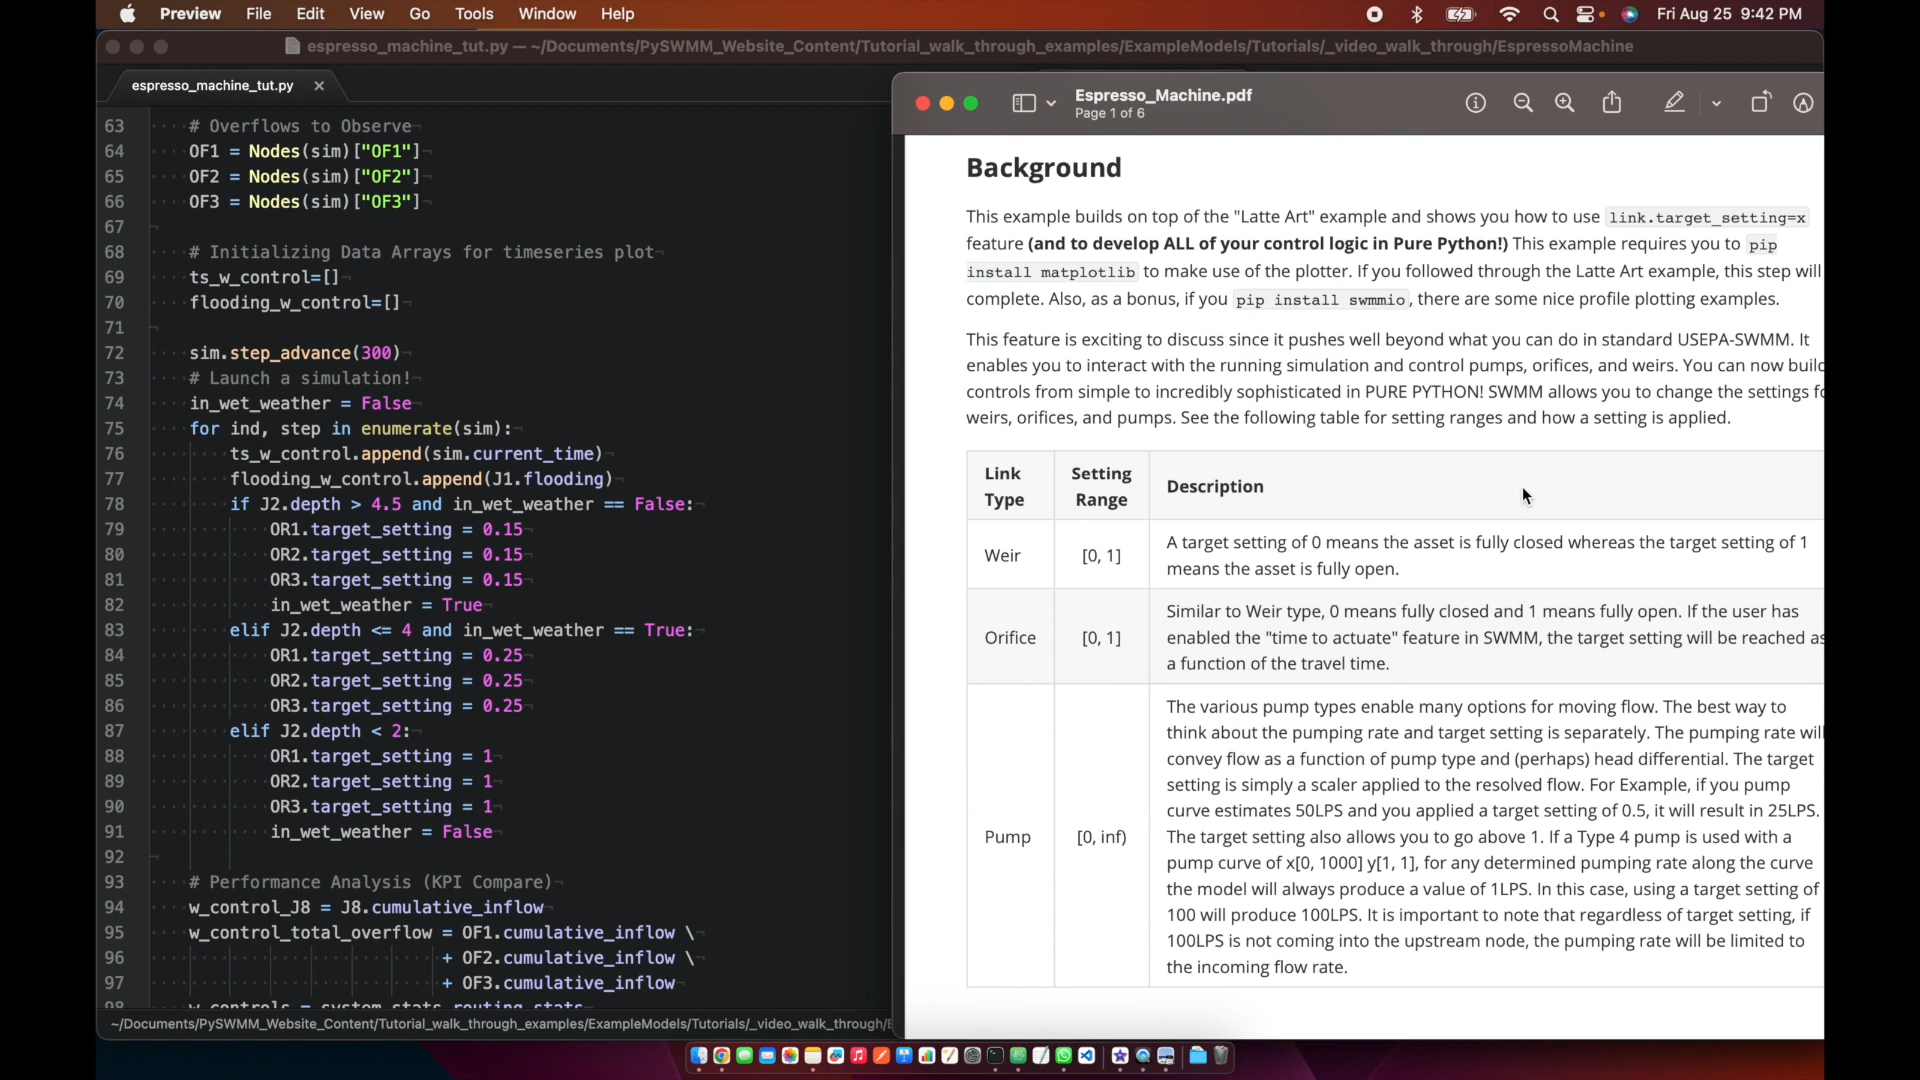 Preview File Edit View Go Tools Window Help Fri Aug 25 9:42 PM
espresso_machine_tut.py — ~/Documents/PySWMM_Website_Content/Tutorial_walk_through_examples/ExampleModels/Tutorials/_video_walk_through/EspressoMachine
espresso_machine_tut.py
63 # Overflows to Observe
64 OF1 = Nodes(sim)["OF1"]
65 OF2 = Nodes(sim)["OF2"]
66 OF3 = Nodes(sim)["OF3"]
67
68 # Initializing Data Arrays for timeseries plot
69 ts_w_control=[]
70 flooding_w_control=[]
71
72 sim.step_advance(300)
73 # Launch a simulation!
74 in_wet_weather = False
75 for ind, step in enumerate(sim):
76 ts_w_control.append(sim.current_time)
77 flooding_w_control.append(J1.flooding)
78 if J2.depth > 4.5 and in_wet_weather == False:
79 OR1.target_setting = 0.15
80 OR2.target_setting = 0.15
81 OR3.target_setting = 0.15
82 in_wet_weather = True
83 elif J2.depth <= 4 and in_wet_weather == True:
84 OR1.target_setting = 0.25
85 OR2.target_setting = 0.25
86 OR3.target_setting = 0.25
87 elif J2.depth < 2:
88 OR1.target_setting = 1
89 OR2.target_setting = 1
90 OR3.target_setting = 1
91 in_wet_weather = False
92
93 # Performance Analysis (KPI Compare)
94 w_control_J8 = J8.cumulative_inflow
95 w_control_total_overflow = OF1.cumulative_inflow \
96 + OF2.cumulative_inflow \
97 + OF3.cumulative_inflow
98 w_controls = system_stats.routing_stats
~/Documents/PySWMM_Website_Content/Tutorial_walk_through_examples/ExampleModels/Tutorials/_video_walk_through/E
Espresso_Machine.pdf
Page 1 of 6
Background
This example builds on top of the "Latte Art" example and shows you how to use link.target_setting=x
feature (and to develop ALL of your control logic in Pure Python!) This example requires you to pip
install matplotlib to make use of the plotter. If you followed through the Latte Art example, this step will
complete. Also, as a bonus, if you pip install swmmio, there are some nice profile plotting examples.
This feature is exciting to discuss since it pushes well beyond what you can do in standard USEPA-SWMM. It
enables you to interact with the running simulation and control pumps, orifices, and weirs. You can now build
controls from simple to incredibly sophisticated in PURE PYTHON! SWMM allows you to change the settings fo
weirs, orifices, and pumps. See the following table for setting ranges and how a setting is applied.
Link
Type
Setting
Range
Description
Weir
[0, 1]
A target setting of 0 means the asset is fully closed whereas the target setting of 1
means the asset is fully open.
Orifice
[0, 1]
Similar to Weir type, 0 means fully closed and 1 means fully open. If the user has
enabled the "time to actuate" feature in SWMM, the target setting will be reached as
a function of the travel time.
Pump
[0, inf)
The various pump types enable many options for moving flow. The best way to
think about the pumping rate and target setting is separately. The pumping rate will
convey flow as a function of pump type and (perhaps) head differential. The target
setting is simply a scaler applied to the resolved flow. For Example, if you pump
curve estimates 50LPS and you applied a target setting of 0.5, it will result in 25LPS.
The target setting also allows you to go above 1. If a Type 4 pump is used with a
pump curve of x[0, 1000] y[1, 1], for any determined pumping rate along the curve
the model will always produce a value of 1LPS. In this case, using a target setting of
100 will produce 100LPS. It is important to note that regardless of target setting, if
100LPS is not coming into the upstream node, the pumping rate will be limited to
the incoming flow rate.